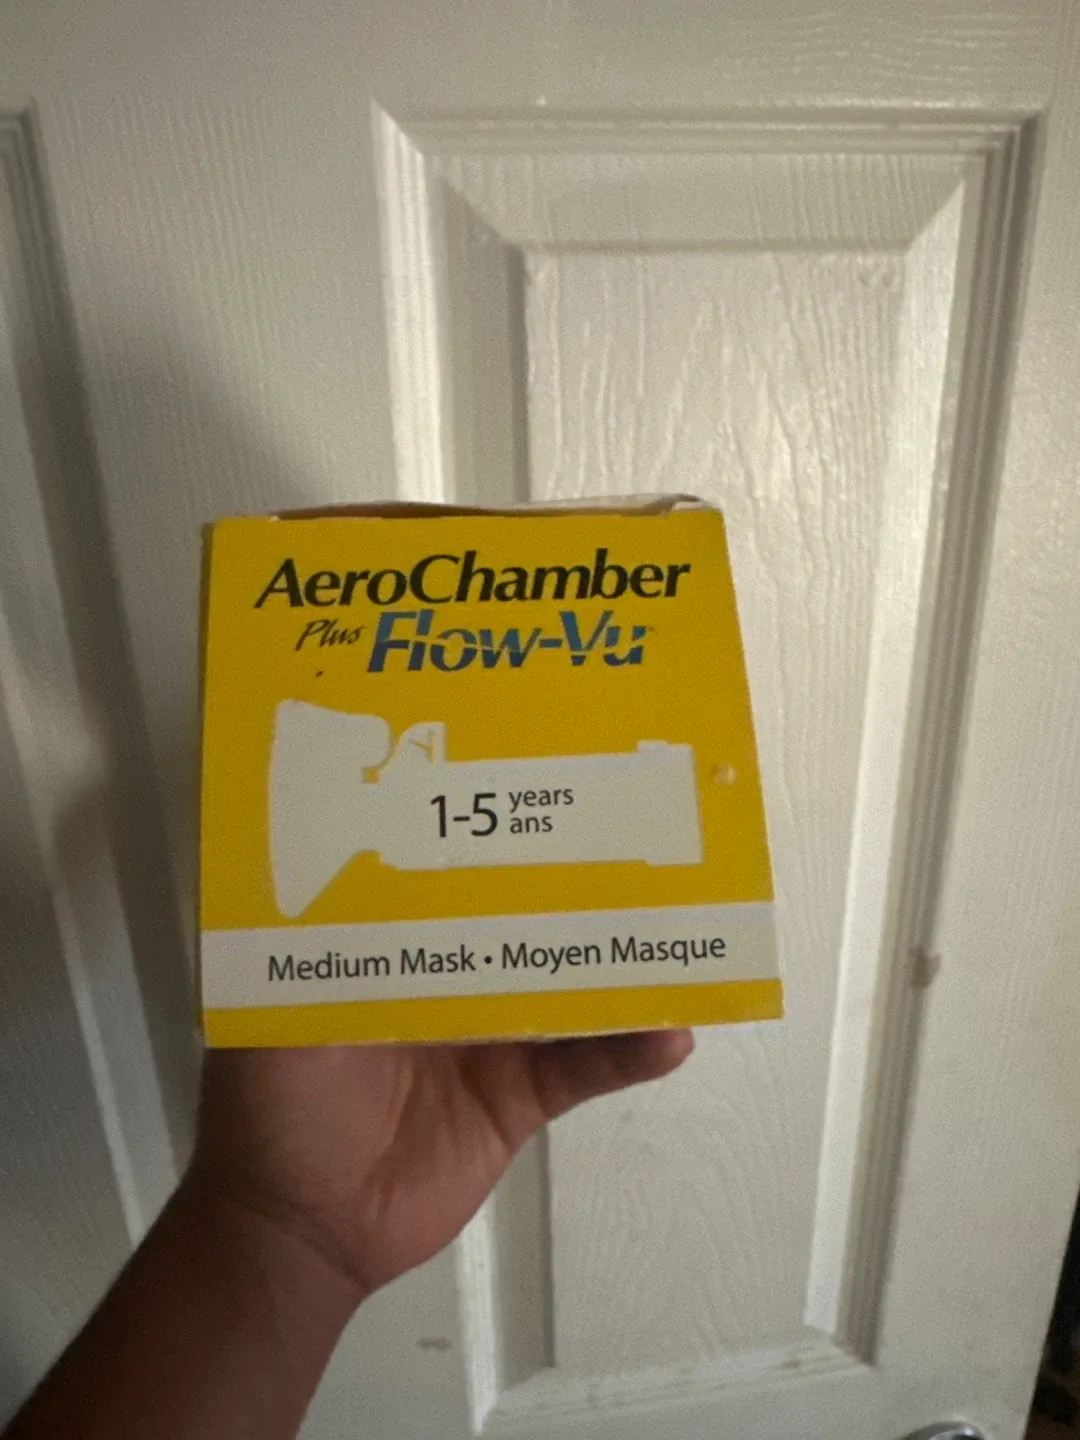 AeroChamber
Plus Flow-Vu
1-5 years
ans
Medium Mask • Moyen Masque